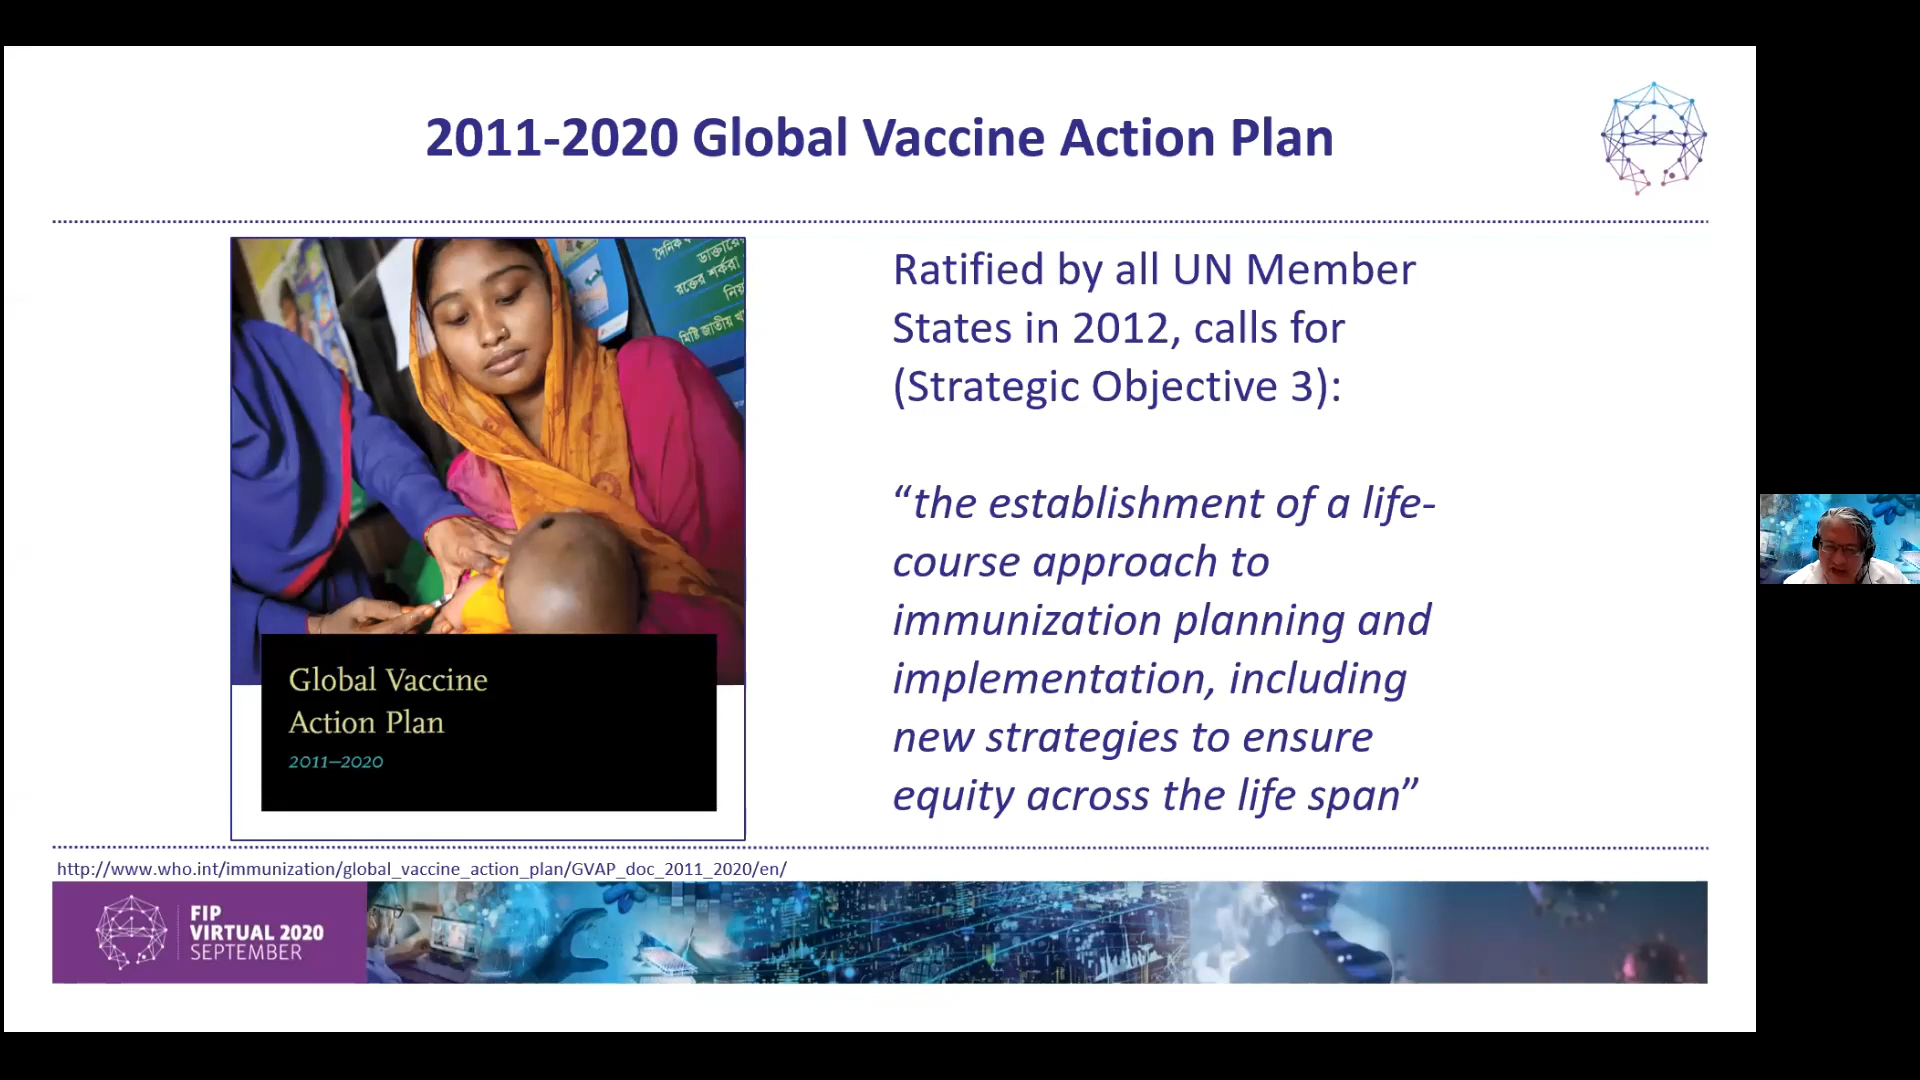 2011-2020 Global Vaccine Action Plan
দৈনিক
ডাক্তারের
রক্তের শর্করা
মিষ্টি জাতীয়
Ratified by all UN Member
States in 2012, calls for
(Strategic Objective 3):
“the establishment of a life-
course approach to
immunization planning and
implementation, including
new strategies to ensure
equity across the life span”
Global Vaccine
Action Plan
2011–2020
http://www.who.int/immunization/global_vaccine_action_plan/GVAP_doc_2011_2020/en/
FIP
VIRTUAL 2020
SEPTEMBER